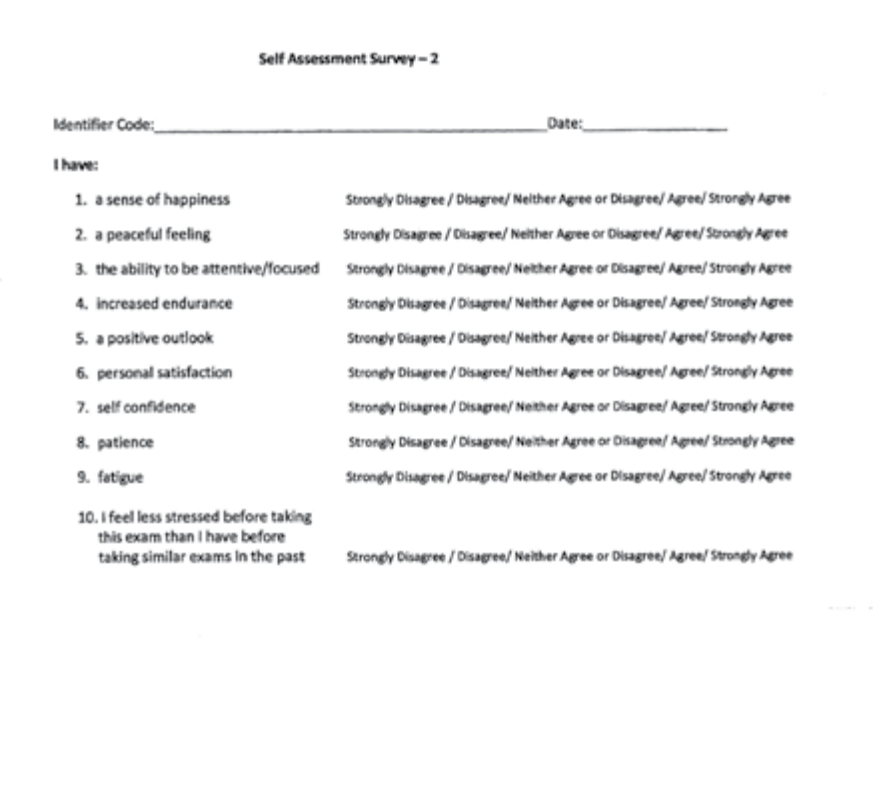 Self Assessment Survey – 2
Identifier Code:________________________ Date:____________
I have:
1. a sense of happiness Strongly Disagree / Disagree/ Neither Agree or Disagree/ Agree/ Strongly Agree
2. a peaceful feeling Strongly Disagree / Disagree/ Neither Agree or Disagree/ Agree/ Strongly Agree
3. the ability to be attentive/focused Strongly Disagree / Disagree/ Neither Agree or Disagree/ Agree/ Strongly Agree
4. increased endurance Strongly Disagree / Disagree/ Neither Agree or Disagree/ Agree/ Strongly Agree
5. a positive outlook Strongly Disagree / Disagree/ Neither Agree or Disagree/ Agree/ Strongly Agree
6. personal satisfaction Strongly Disagree / Disagree/ Neither Agree or Disagree/ Agree/ Strongly Agree
7. self confidence Strongly Disagree / Disagree/ Neither Agree or Disagree/ Agree/ Strongly Agree
8. patience Strongly Disagree / Disagree/ Neither Agree or Disagree/ Agree/ Strongly Agree
9. fatigue Strongly Disagree / Disagree/ Neither Agree or Disagree/ Agree/ Strongly Agree
10. I feel less stressed before taking
this exam than I have before
taking similar exams in the past Strongly Disagree / Disagree/ Neither Agree or Disagree/ Agree/ Strongly Agree